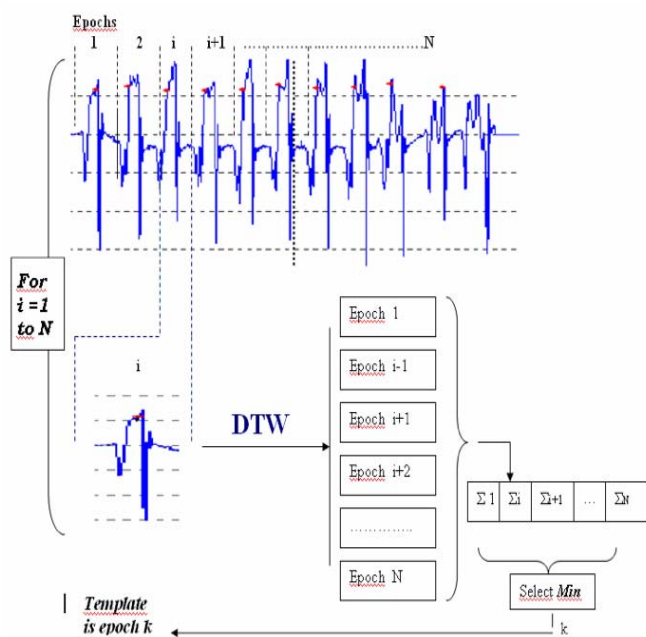 Epochs
1 2 i i+1 ........................N
For
i =1
to N
i
DTW
Epoch 1
Epoch i-1
Epoch i+1
Epoch i+2
..............
Epoch N
Σ 1 Σi Σi+1 ... ΣN
Select Min
k
Template
is epoch k